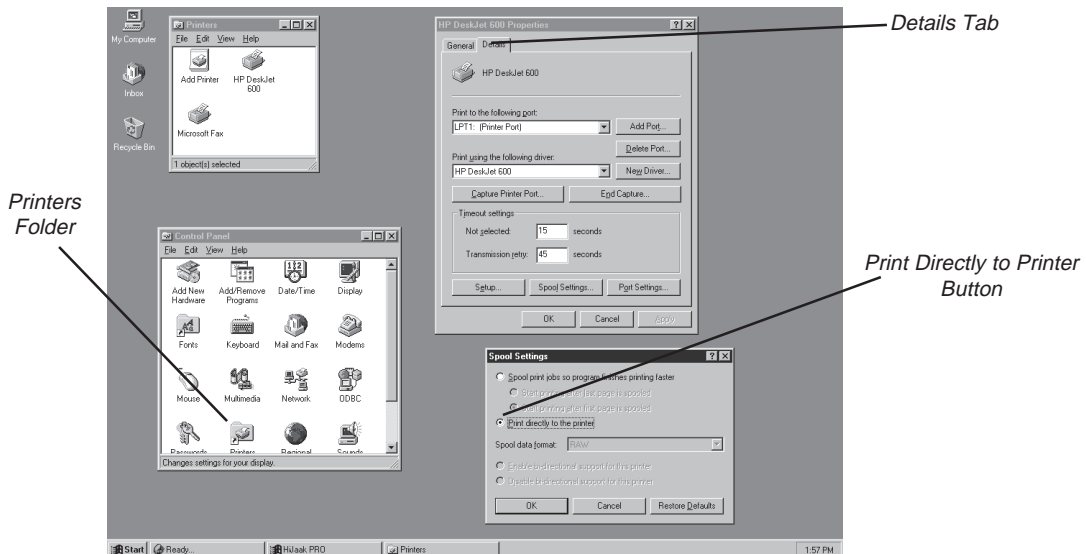 My Computer
Inbox
Recycle Bin
Printers
File Edit View Help
Add Printer
HP DeskJet
600
Microsoft Fax
1 object(s) selected
HP DeskJet 600 Properties
General Details
HP DeskJet 600
Print to the following port:
LPT1: (Printer Port)
Add Port...
Delete Port...
Print using the following driver:
HP DeskJet 600
New Driver...
Capture Printer Port...
End Capture...
Timeout settings
Not selected: 15 seconds
Transmission retry: 45 seconds
Setup... Spool Settings... Port Settings...
OK Cancel Apply
Details Tab
Printers
Folder
Control Panel
File Edit View Help
Add New
Hardware
Add/Remove
Programs
Date/Time
Display
Fonts
Keyboard
Mail and Fax
Modems
Mouse
Multimedia
Network
ODBC
Passwords
Printers
Regional
Sounds
Changes settings for your display.
Print Directly to Printer
Button
Spool Settings
Spool print jobs so program finishes printing faster
Start printing after last page is spooled
Start printing after first page is spooled
Print directly to the printer
Spool data format: RAW
Enable bi-directional support for this printer
Disable bi-directional support for this printer
OK Cancel Restore Defaults
Start Ready... HiJaak PRO Printers 1:57 PM